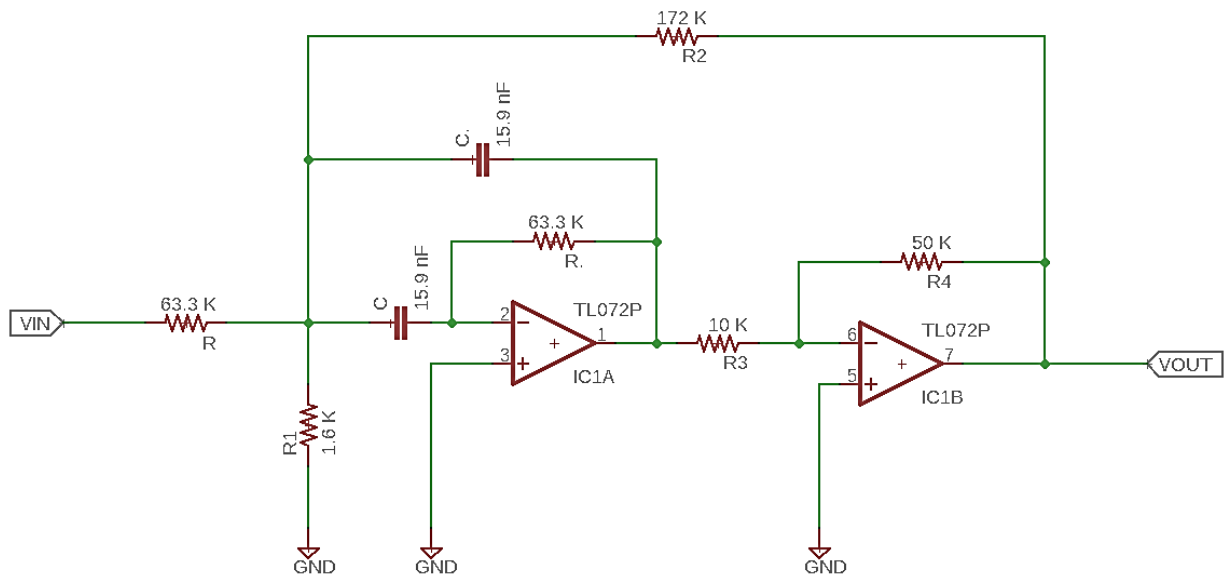 172 K
R2
C.
15.9 nF
63.3 K
R.
50 K
R4
VIN
63.3 K
R
C
15.9 nF
2
3
TL072P
1
IC1A
10 K
R3
6
5
TL072P
7
IC1B
VOUT
R1
1.6 K
GND
GND
GND